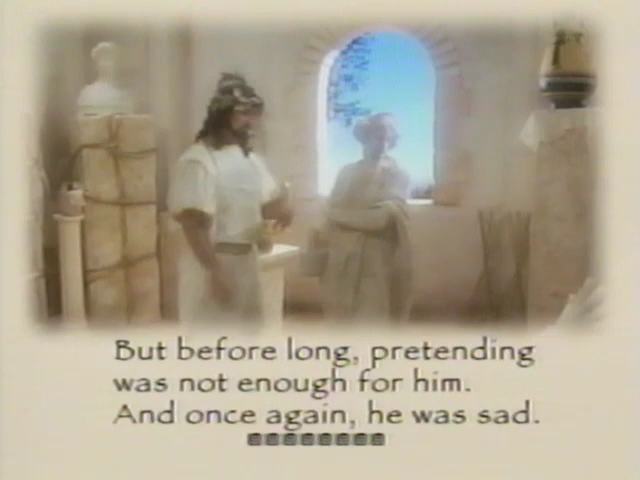 But before long, pretending
was not enough for him.
And once again, he was sad.